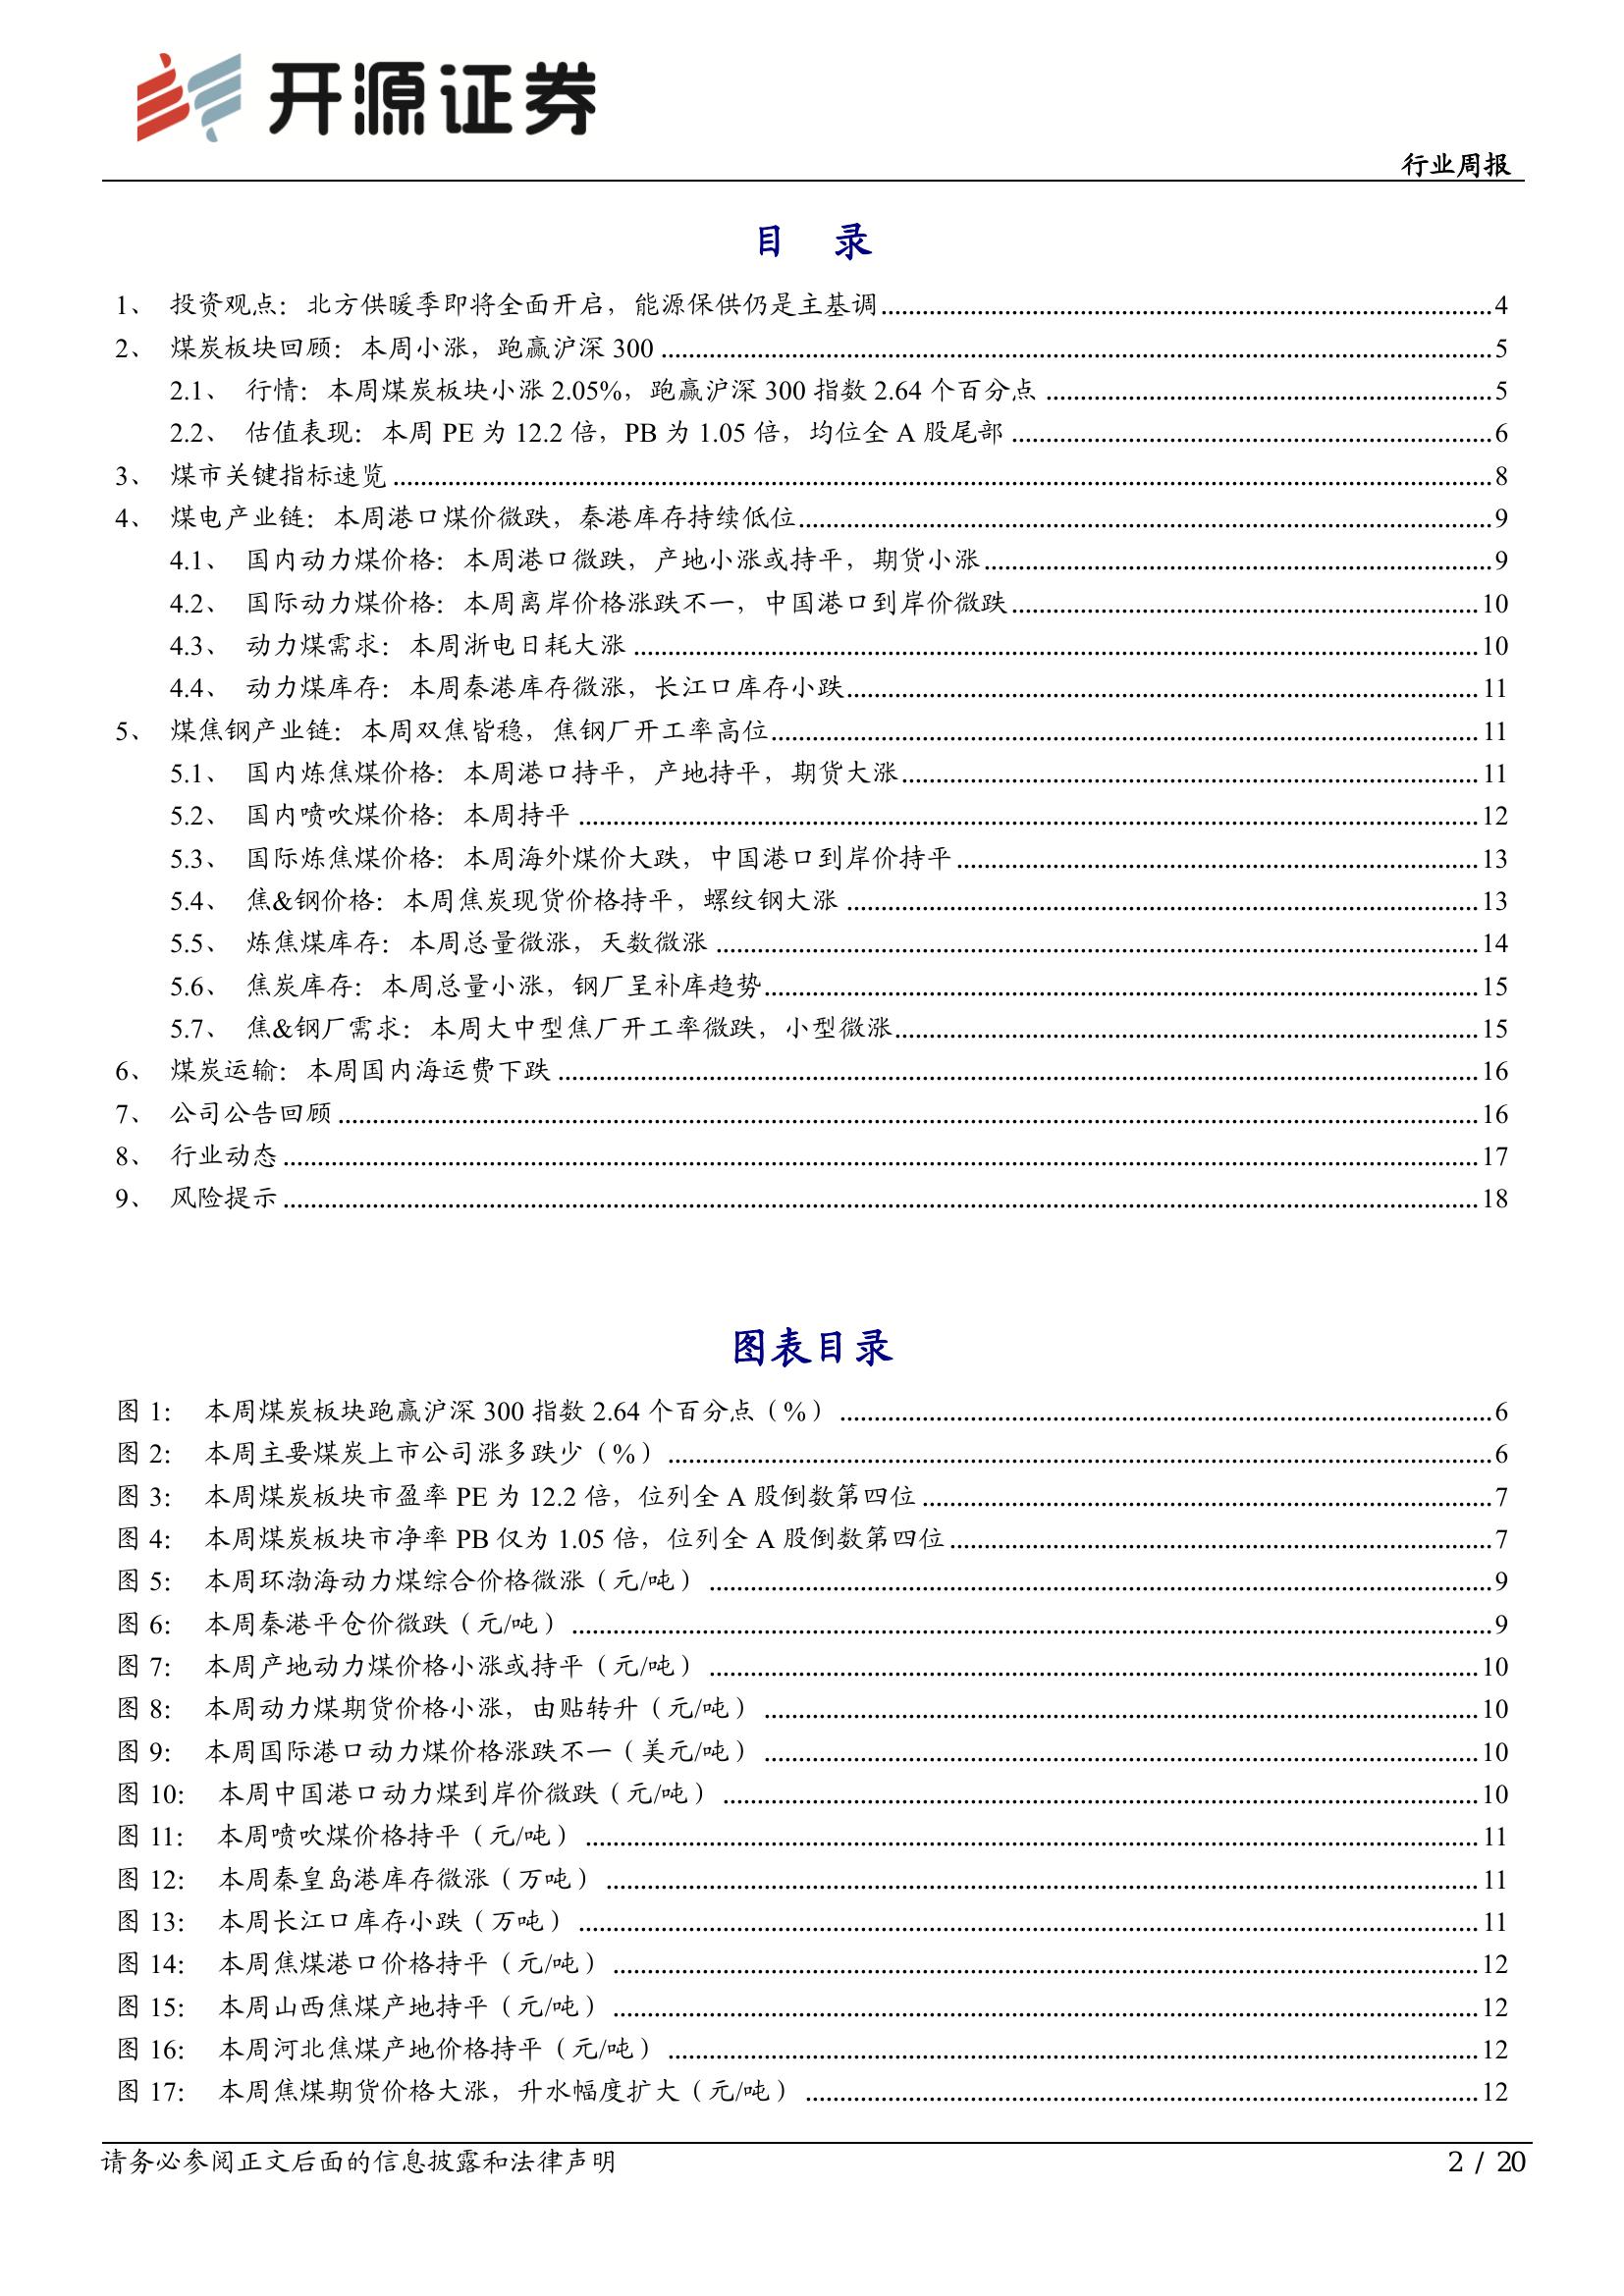 开源证券
行业周报
目 录
1、 投资观点：北方供暖季即将全面开启，能源保供仍是主基调 4
2、 煤炭板块回顾：本周小涨，跑赢沪深 300 5
2.1、 行情：本周煤炭板块小涨 2.05%，跑赢沪深 300 指数 2.64 个百分点 5
2.2、 估值表现：本周 PE 为 12.2 倍，PB 为 1.05 倍，均位全 A 股尾部 6
3、 煤市关键指标速览 8
4、 煤电产业链：本周港口煤价微跌，秦港库存持续低位 9
4.1、 国内动力煤价格：本周港口微跌，产地小涨或持平，期货小涨 9
4.2、 国际动力煤价格：本周离岸价格涨跌不一，中国港口到岸价微跌 10
4.3、 动力煤需求：本周浙电日耗大涨 10
4.4、 动力煤库存：本周秦港库存微涨，长江口库存小跌 11
5、 煤焦钢产业链：本周双焦皆稳，焦钢厂开工率高位 11
5.1、 国内炼焦煤价格：本周港口持平，产地持平，期货大涨 11
5.2、 国内喷吹煤价格：本周持平 12
5.3、 国际炼焦煤价格：本周海外煤价大跌，中国港口到岸价持平 13
5.4、 焦&钢价格：本周焦炭现货价格持平，螺纹钢大涨 13
5.5、 炼焦煤库存：本周总量微涨，天数微涨 14
5.6、 焦炭库存：本周总量小涨，钢厂呈补库趋势 15
5.7、 焦&钢厂需求：本周大中型焦厂开工率微跌，小型微涨 15
6、 煤炭运输：本周国内海运费下跌 16
7、 公司公告回顾 16
8、 行业动态 17
9、 风险提示 18
图表目录
图 1： 本周煤炭板块跑赢沪深 300 指数 2.64 个百分点（%） 6
图 2： 本周主要煤炭上市公司涨多跌少（%） 6
图 3： 本周煤炭板块市盈率 PE 为 12.2 倍，位列全 A 股倒数第四位 7
图 4： 本周煤炭板块市净率 PB 仅为 1.05 倍，位列全 A 股倒数第四位 7
图 5： 本周环渤海动力煤综合价格微涨（元/吨） 9
图 6： 本周秦港平仓价微跌（元/吨） 9
图 7： 本周产地动力煤价格小涨或持平（元/吨） 10
图 8： 本周动力煤期货价格小涨，由贴转升（元/吨） 10
图 9： 本周国际港口动力煤价格涨跌不一（美元/吨） 10
图 10： 本周中国港口动力煤到岸价微跌（元/吨） 10
图 11： 本周喷吹煤价格持平（元/吨） 11
图 12： 本周秦皇岛港库存微涨（万吨） 11
图 13： 本周长江口库存小跌（万吨） 11
图 14： 本周焦煤港口价格持平（元/吨） 12
图 15： 本周山西焦煤产地持平（元/吨） 12
图 16： 本周河北焦煤产地价格持平（元/吨） 12
图 17： 本周焦煤期货价格大涨，升水幅度扩大（元/吨） 12
请务必参阅正文后面的信息披露和法律声明
2 / 20